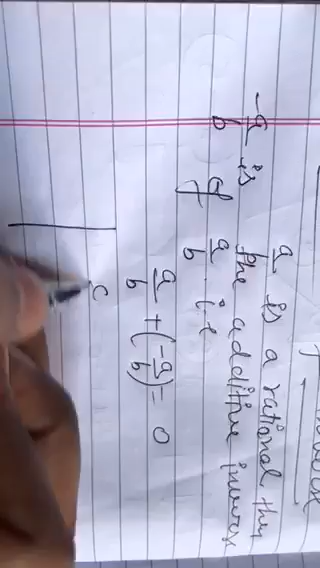 a/b is a rational then
-a/b is the additive inverse
of a/b i.e
a/b + (-a/b) = 0
C